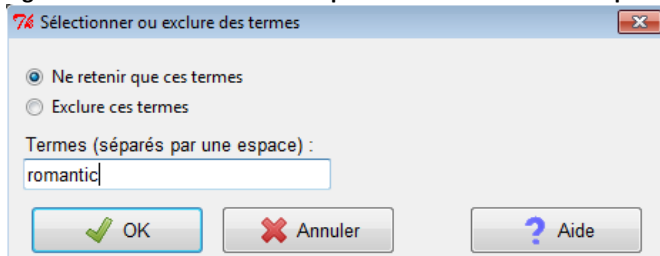 Sélectionner ou exclure des termes
Ne retenir que ces termes
Exclure ces termes
Termes (séparés par une espace) :
romantic
OK
Annuler
? Aide